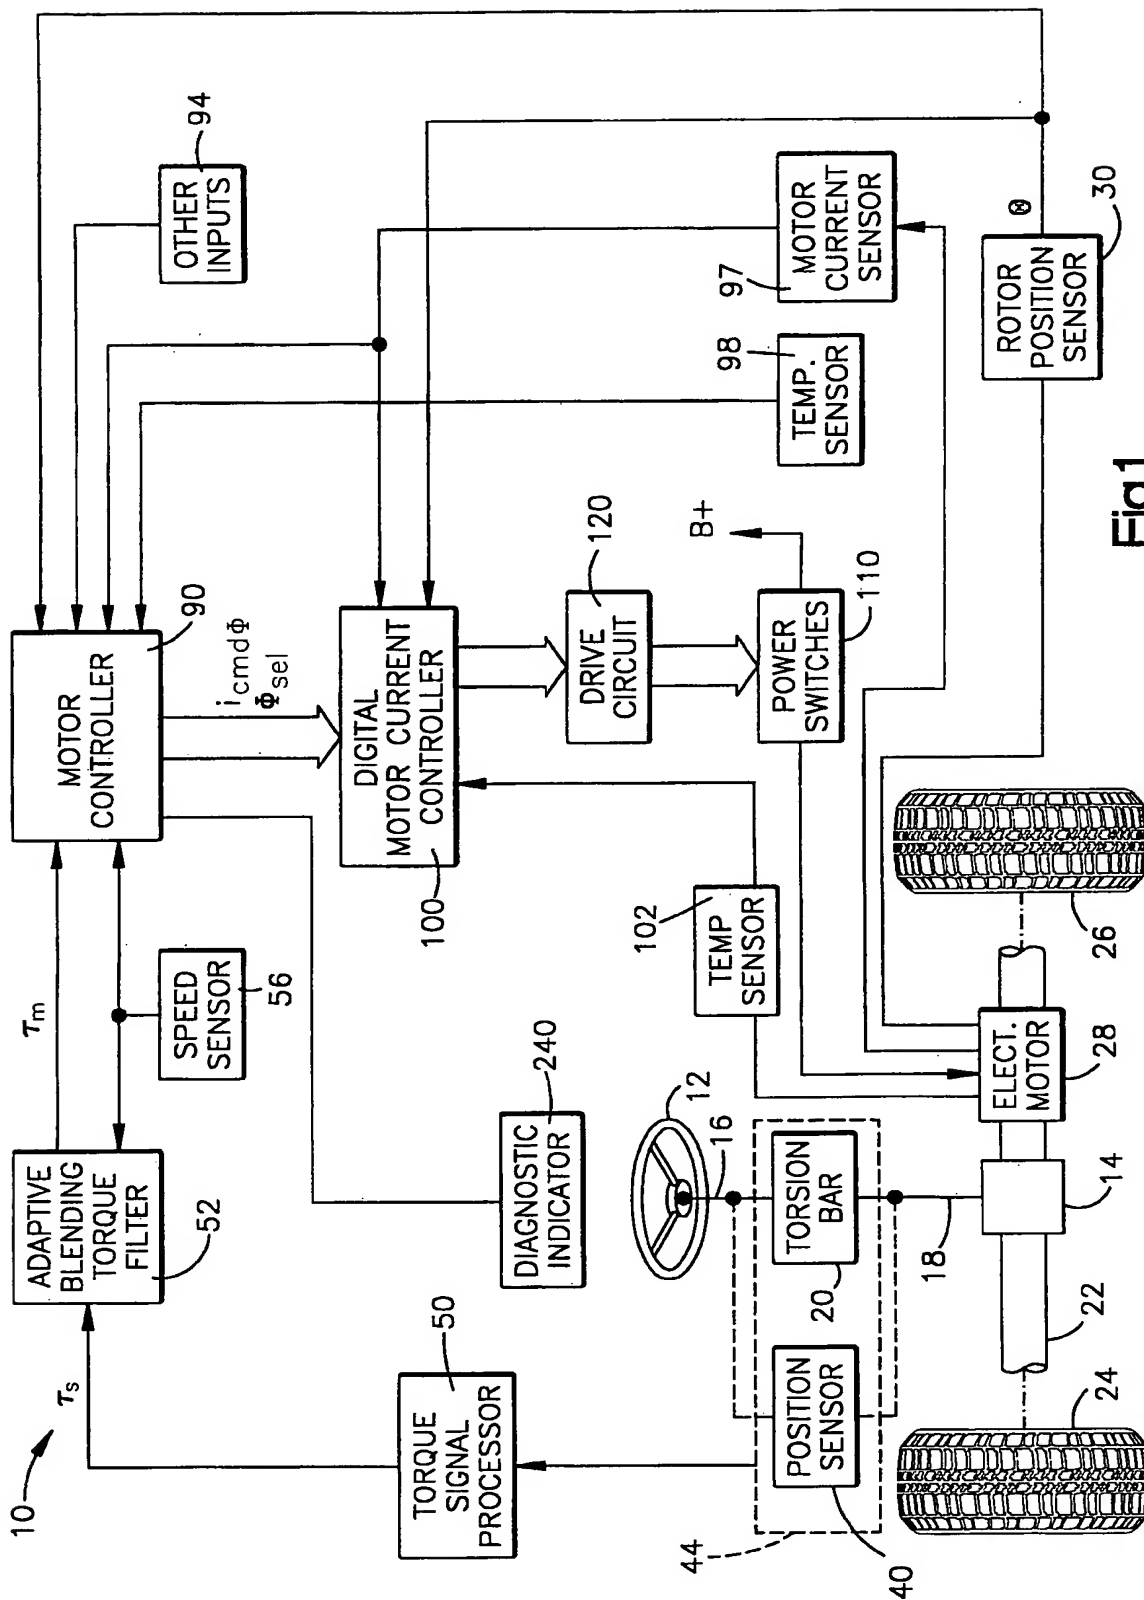 10
τs
ADAPTIVE
BLENDING
TORQUE
FILTER
52
τm
SPEED
SENSOR
56
MOTOR
CONTROLLER
90
OTHER
INPUTS
94
icmdΦ
Φsel
TORQUE
SIGNAL
PROCESSOR
50
DIAGNOSTIC
INDICATOR
240
DIGITAL
MOTOR CURRENT
CONTROLLER
100
DRIVE
CIRCUIT
120
B+
POWER
SWITCHES
110
TEMP.
SENSOR
98
MOTOR
CURRENT
SENSOR
97
TEMP
SENSOR
102
12
16
POSITION
SENSOR
40
44
TORSION
BAR
20
18
14
22
24
ELECT.
MOTOR
28
26
ROTOR
POSITION
SENSOR
30
Θ
Fig.1